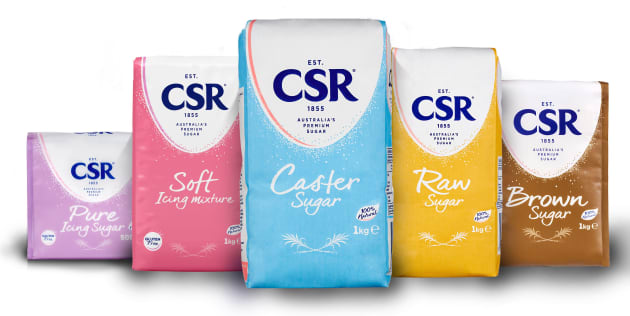 EST.
CSR
1855
Pure
Icing Sugar
500
GLUTEN
Free
EST.
CSR
1855
AUSTRALIA'S
PREMIUM
SUGAR
Soft
Icing mixture
GLUTEN
Free
1kg
EST.
CSR
1855
AUSTRALIA'S
PREMIUM
SUGAR
Caster
Sugar
100%
Natural
1kg e
EST.
CSR
1855
AUSTRALIA'S
PREMIUM
SUGAR
Raw
Sugar
100%
Natural
1kg e
EST.
CSR
1855
AUSTRALIA'S
PREMIUM
SUGAR
Brown
Sugar
1kg e